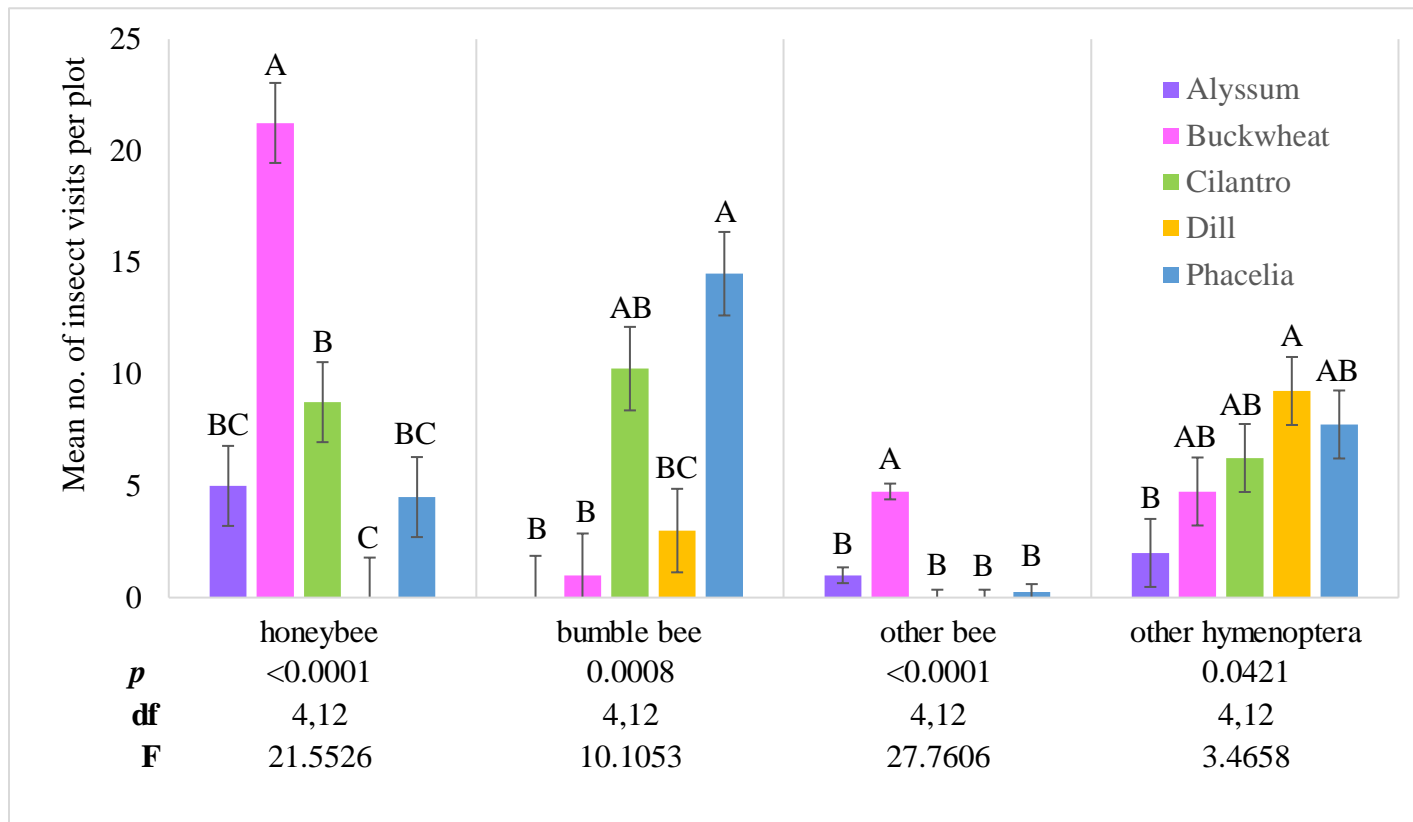 Mean no. of insecct visits per plot
25
20
15
10
5
0
A
B
BC
BC
C
A
AB
BC
B
B
A
B
B
B
B
A
AB
AB
AB
B
Alyssum
Buckwheat
Cilantro
Dill
Phacelia
honeybee bumble bee other bee other hymenoptera
p <0.0001 0.0008 <0.0001 0.0421
df 4,12 4,12 4,12 4,12
F 21.5526 10.1053 27.7606 3.4658